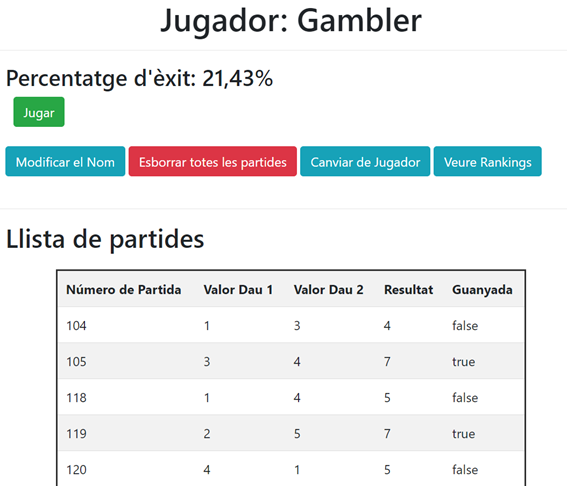 Jugador: Gambler
Percentatge d'èxit: 21,43%
Jugar
Modificar el Nom Esborrar totes les partides Canviar de Jugador Veure Rankings
Llista de partides
Número de Partida Valor Dau 1 Valor Dau 2 Resultat Guanyada
104 1 3 4 false
105 3 4 7 true
118 1 4 5 false
119 2 5 7 true
120 4 1 5 false